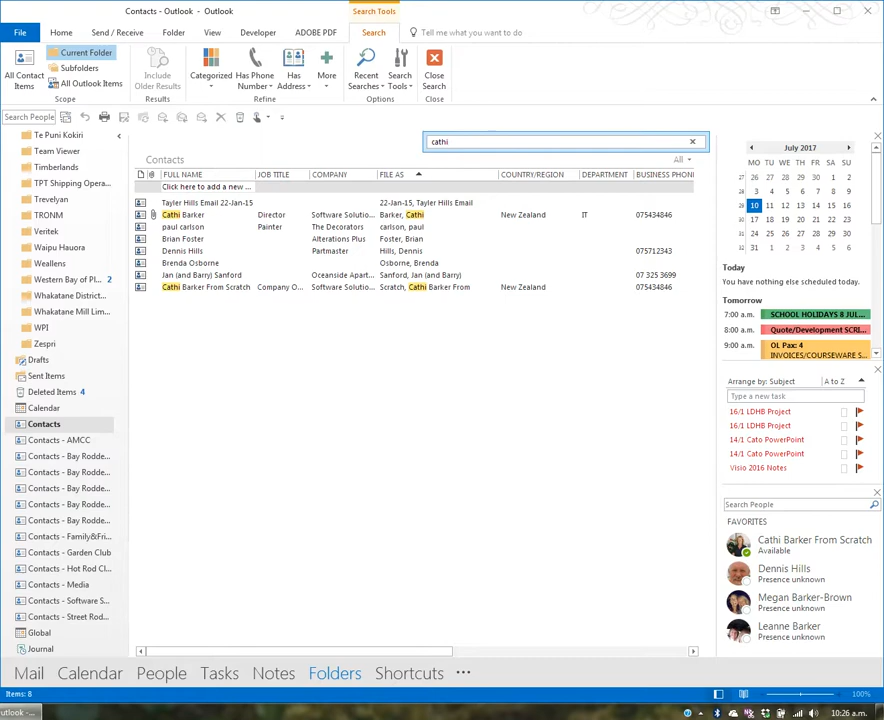 Contacts - Outlook - Outlook
Search Tools
File Home Send / Receive Folder View Developer ADOBE PDF Search Tell me what you want to do
All Contact Items
Current Folder
Subfolders
All Outlook Items
Scope
Include Older Results
Results
Categorized
Has Phone Number
Has Address
More
Refine
Recent Searches
Search Tools
Options
Close Search
Close
Search People
Te Puni Kokiri
Team Viewer
Timberlands
TPT Shipping Opera...
Trevelyan
TRONM
Veritek
Waipu Hauora
Weallens
Western Bay of Pl... 2
Whakatane District...
Whakatane Mill Lim...
WPI
Zespri
Drafts
Sent Items
Deleted Items 4
Calendar
Contacts
Contacts - AMCC
Contacts - Bay Rodde...
Contacts - Bay Rodde...
Contacts - Bay Rodde...
Contacts - Bay Rodde...
Contacts - Bay Rodde...
Contacts - Family&Fri...
Contacts - Garden Club
Contacts - Hot Rod Cl...
Contacts - Media
Contacts - Software S...
Contacts - Street Rod...
Global
Journal
cathi
Contacts All
FULL NAME JOB TITLE COMPANY FILE AS COUNTRY/REGION DEPARTMENT BUSINESS PHONE
Click here to add a new ...
Tayler Hills Email 22-Jan-15 22-Jan-15, Tayler Hills Email
Cathi Barker Director Software Solutio... Barker, Cathi New Zealand IT 075434846
paul carlson Painter The Decorators carlson, paul
Brian Foster Alterations Plus Foster, Brian
Dennis Hills Partmaster Hills, Dennis 075712643
Brenda Osborne Osborne, Brenda
Jan (and Barry) Sanford Oceanside Apart... Sanford, Jan (and Barry) 07 325 3699
Cathi Barker From Scratch Company O... Software Solutio... Scratch, Cathi Barker From New Zealand 075434846
July 2017
MO TU WE TH FR SA SU
27 26 27 28 29 30 1 2
28 3 4 5 6 7 8 9
29 10 11 12 13 14 15 16
30 17 18 19 20 21 22 23
31 24 25 26 27 28 29 30
32 31 1 2 3 4 5 6
Today
You have nothing else scheduled today.
Tomorrow
7:00 a.m. SCHOOL HOLIDAYS 8 JUL...
8:00 a.m. Quote/Development SCRI...
9:00 a.m. OL Pax: 4
INVOICES/COURSEWARE S...
Arrange by: Subject A to Z
Type a new task
16/1 LDHB Project
16/1 LDHB Project
14/1 Cato PowerPoint
14/1 Cato PowerPoint
Visio 2016 Notes
Search People
FAVORITES
Cathi Barker From Scratch
Available
Dennis Hills
Presence unknown
Megan Barker-Brown
Presence unknown
Leanne Barker
Presence unknown
Mail Calendar People Tasks Notes Folders Shortcuts
Items: 8 100%
utlook -... 10:26 a.m.